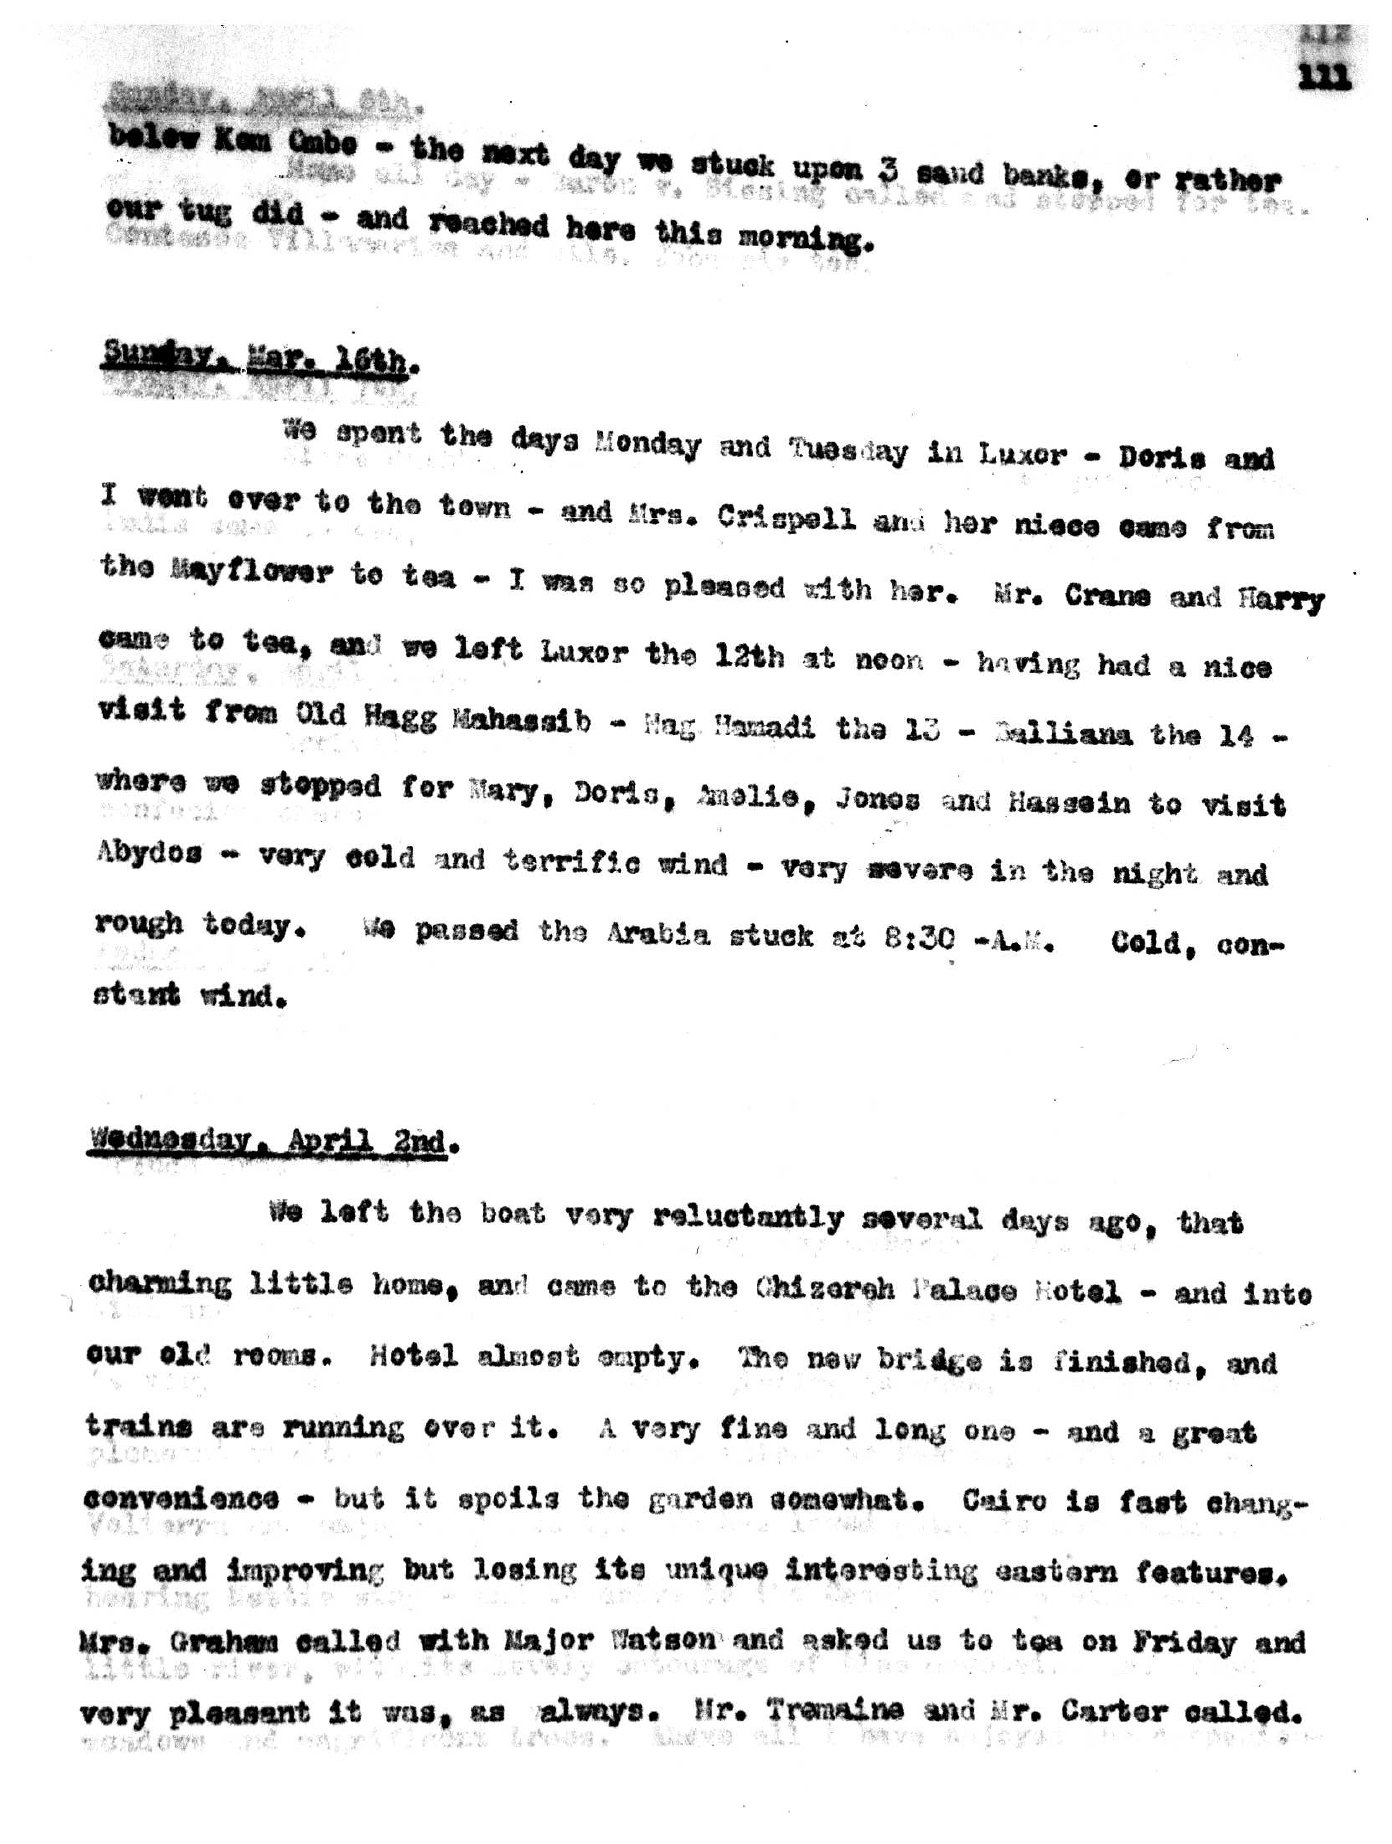 111
below Kom Ombo - the next day we stuck upon 3 sand banks, or rather
our tug did - and reached here this morning.
Sunday, Mar. 16th.
We spent the days Monday and Tuesday in Luxor - Doris and
I went over to the town - and Mrs. Crispell and her niece came from
the Mayflower to tea - I was so pleased with her. Mr. Crane and Harry
came to tea, and we left Luxor the 12th at noon - having had a nice
visit from Old Hagg Mahassib - Nag Hamadi the 13 - Balliana the 14 -
where we stopped for Mary, Doris, Amelie, Jones and Hassein to visit
Abydos - very cold and terrific wind - very severe in the night and
rough today. We passed the Arabia stuck at 8:30 -A.M. Cold, con-
stant wind.
Wednesday, April 2nd.
We left the boat very reluctantly several days ago, that
charming little home, and came to the Ghizereh Palace Hotel - and into
our old rooms. Hotel almost empty. The new bridge is finished, and
trains are running over it. A very fine and long one - and a great
convenience - but it spoils the garden somewhat. Cairo is fast chang-
ing and improving but losing its unique interesting eastern features.
Mrs. Graham called with Major Watson and asked us to tea on Friday and
very pleasant it was, as always. Mr. Tremaine and Mr. Carter called.